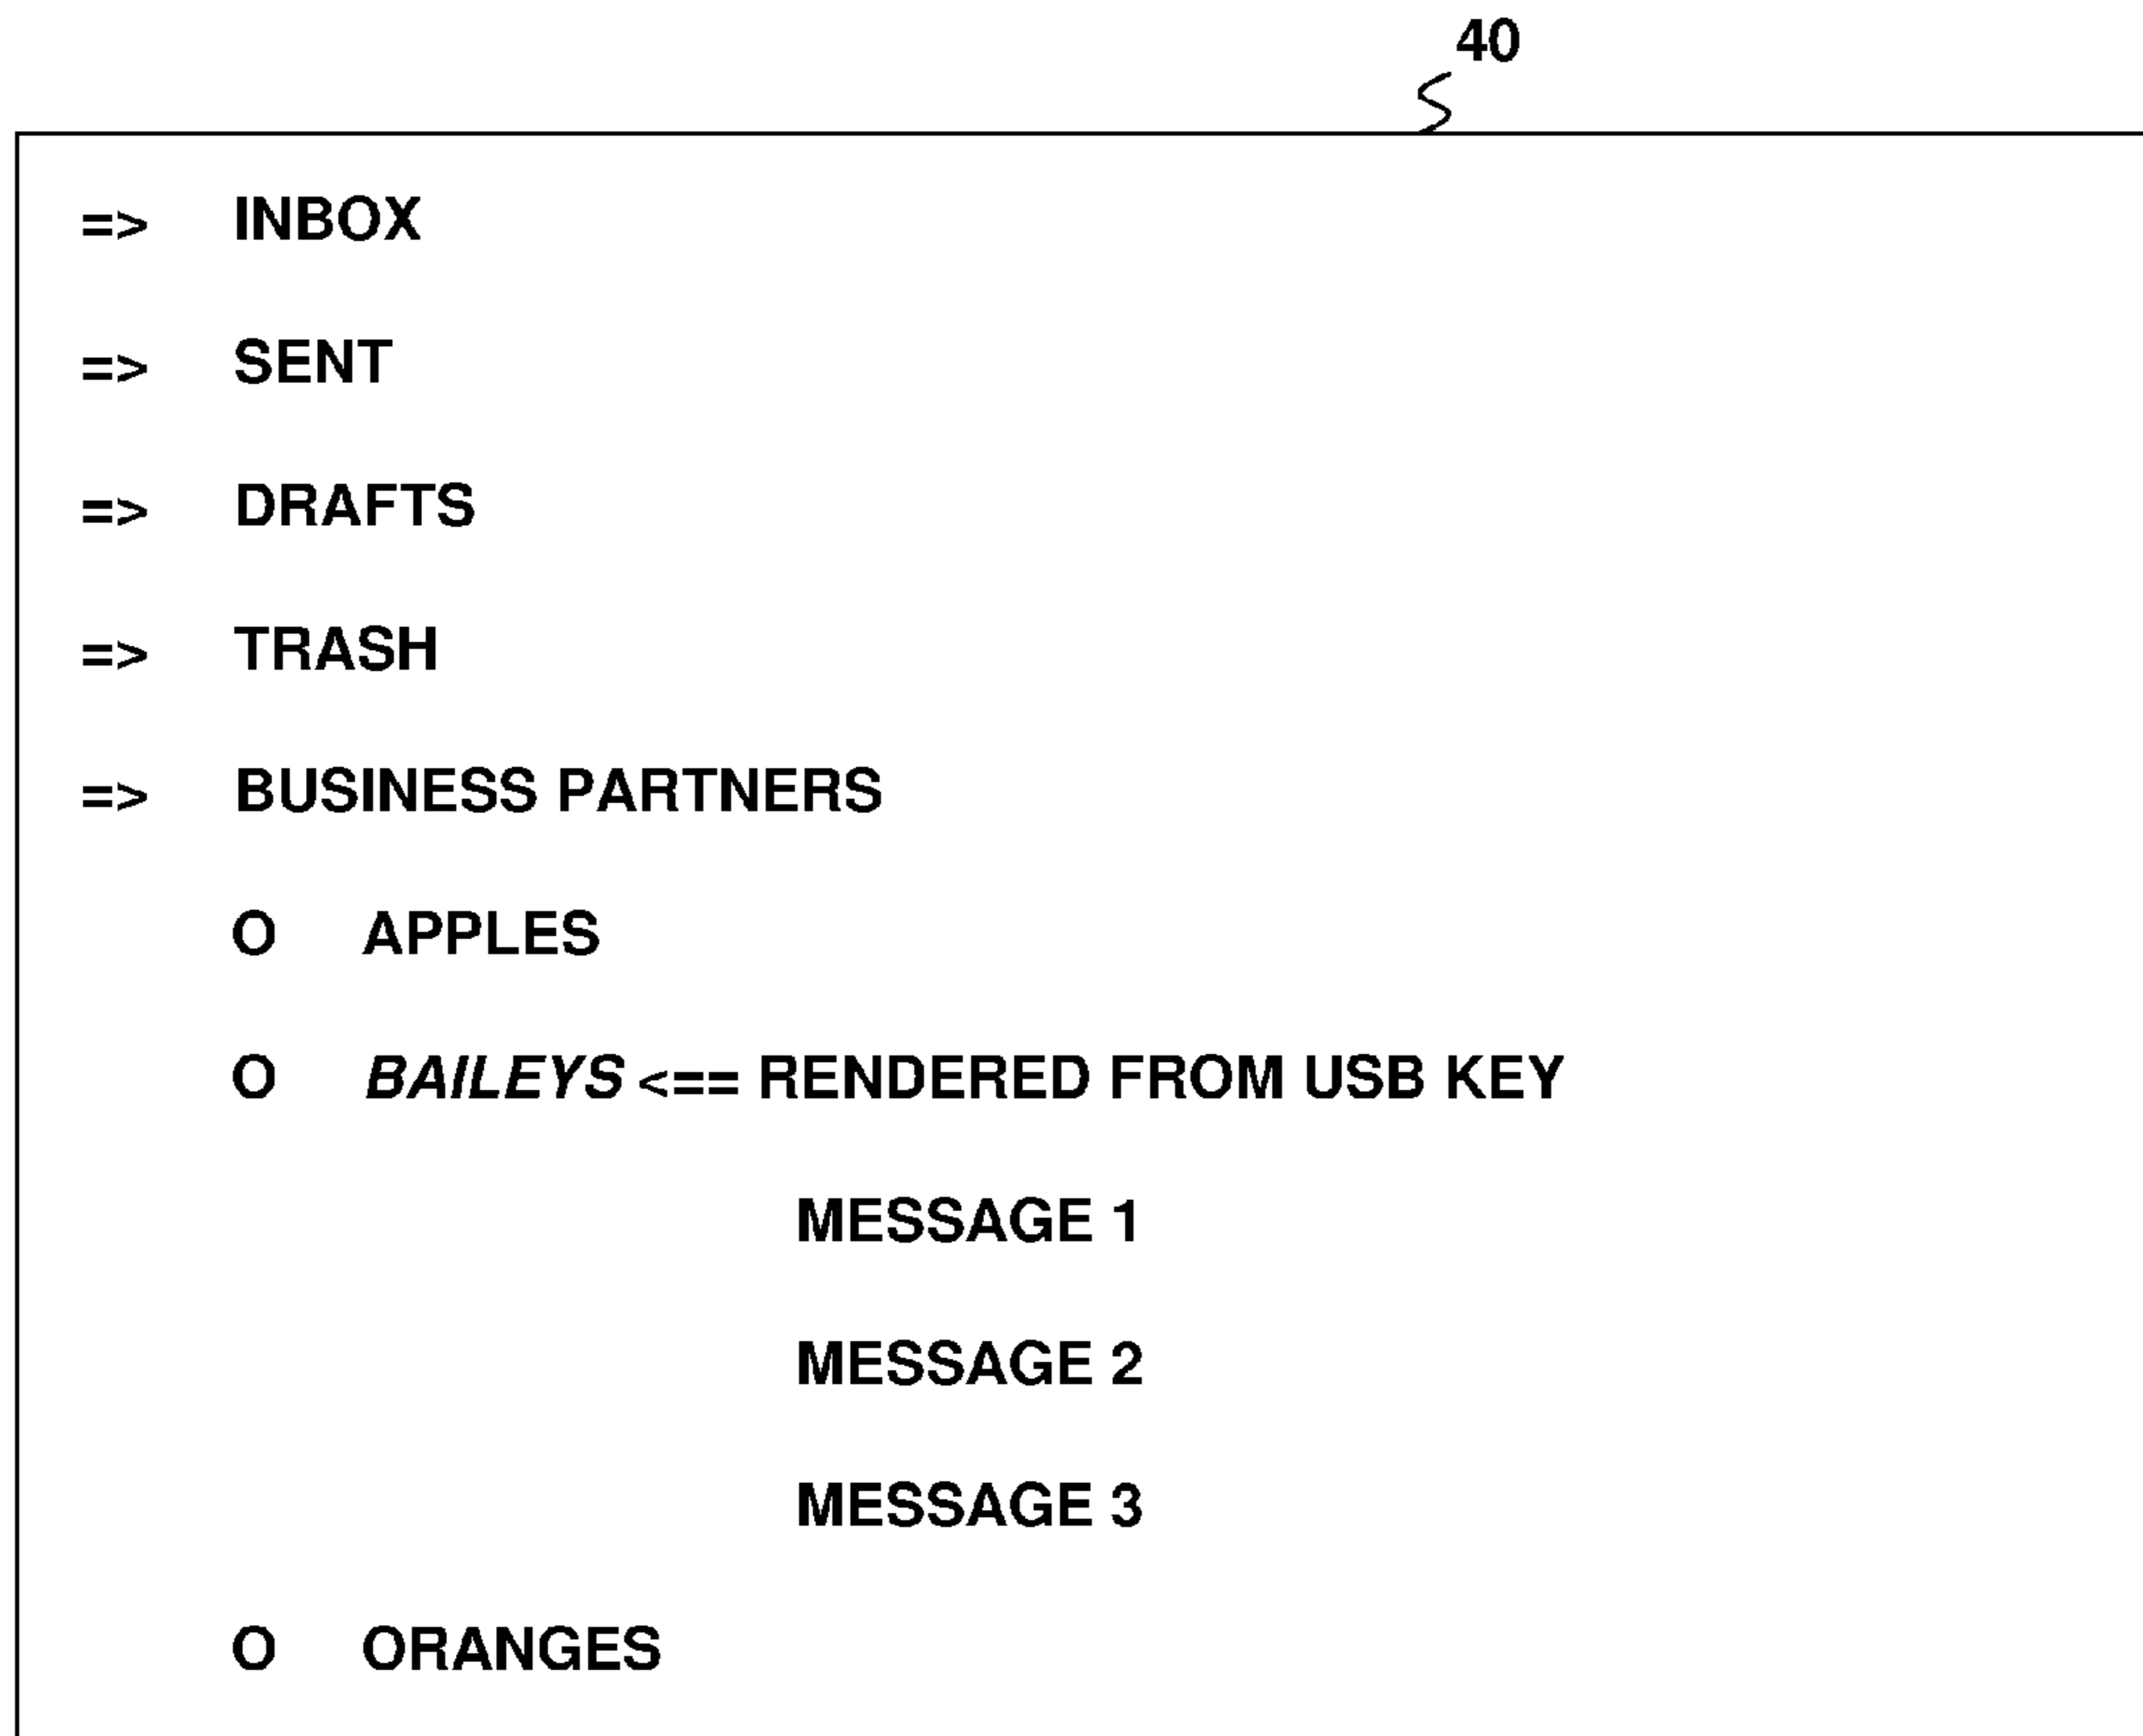 40
=> INBOX
=> SENT
=> DRAFTS
=> TRASH
=> BUSINESS PARTNERS
O APPLES
O BAILEYS <== RENDERED FROM USB KEY
MESSAGE 1
MESSAGE 2
MESSAGE 3
O ORANGES